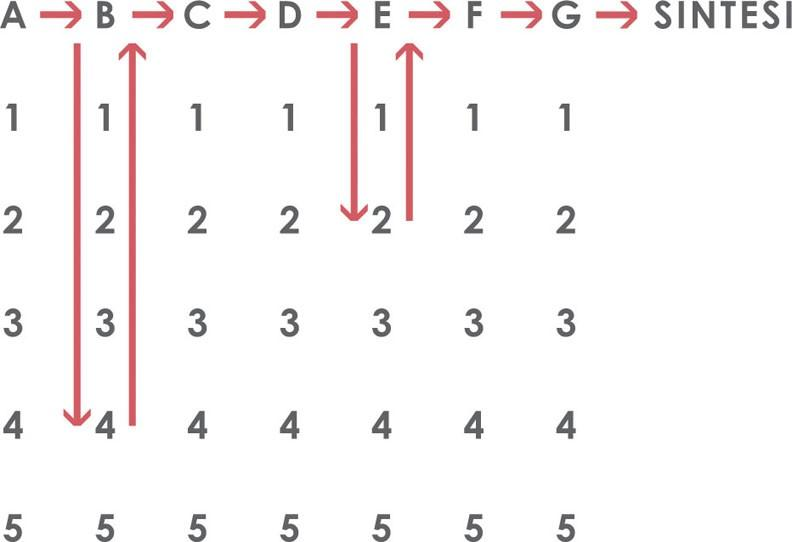 A → B → C → D → E → F → G → SINTESI
1 1 1 1 1 1 1
2 2 2 2 2 2 2
3 3 3 3 3 3 3
4 4 4 4 4 4 4
5 5 5 5 5 5 5